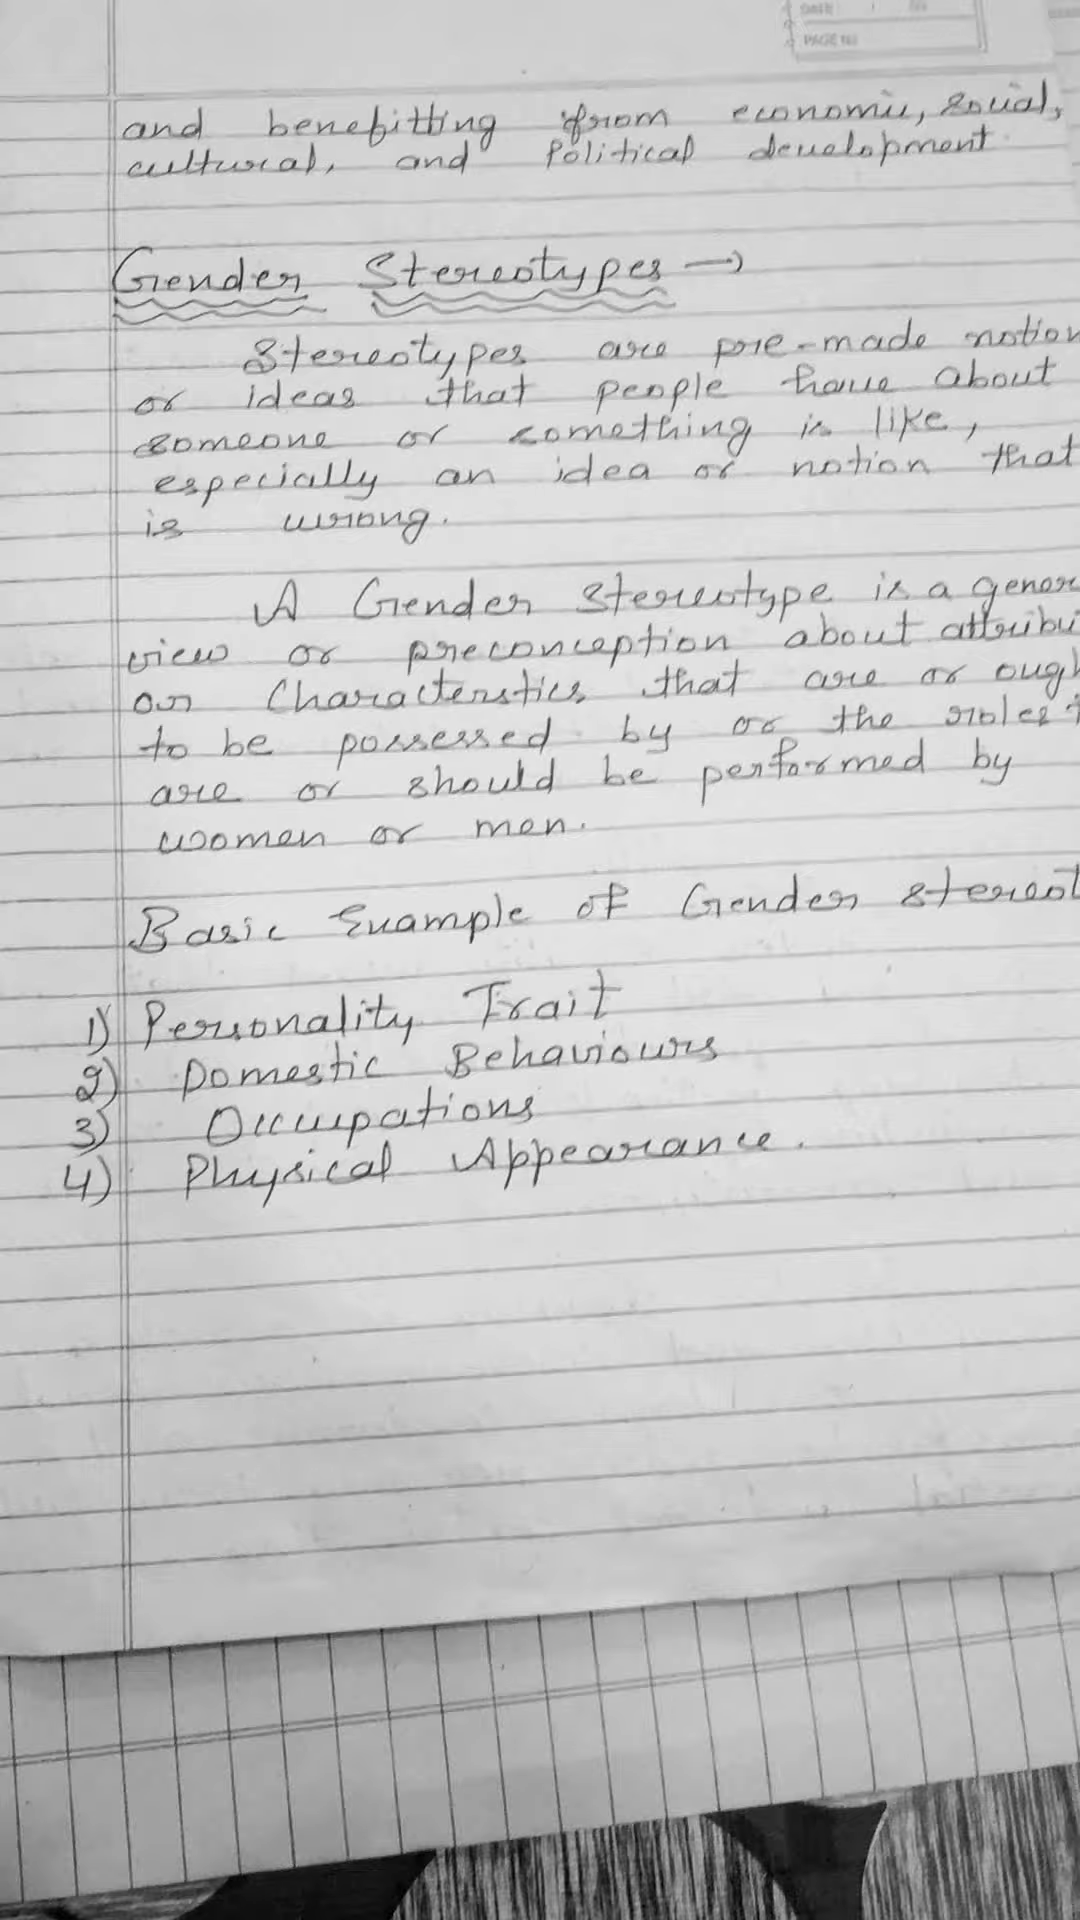 DATE
PAGE NO
and benefitting from economic, social,
cultural, and Political development
Gender Stereotypes →
Stereotypes are pre-made notion
or ideas that people have about
someone or something is like,
especially an idea or notion that
is wrong.
A Gender Stereotype is a gener
view or preconception about attribu
or Characterstics that are or ough
to be possessed by or the roles t
are or should be performed by
women or men.
Basic Example of Gender stereot
1) Personality Trait
2) Domestic Behaviours
3) Occupations
4) Physical Appearance.